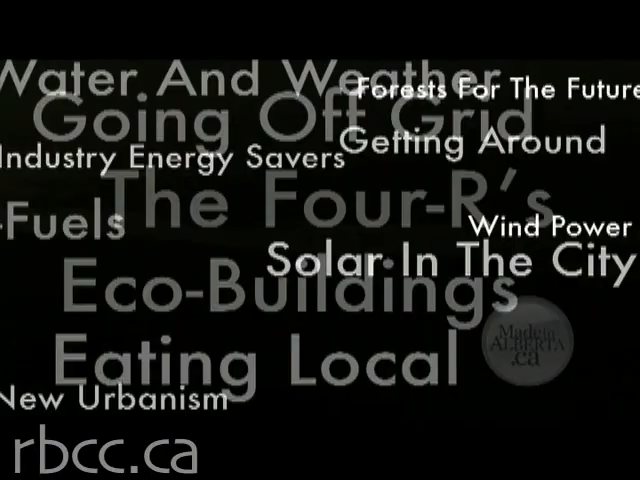 Water And Weather
Forests For The Future
Going Off Grid
Getting Around
Industry Energy Savers
The Four-R's
-Fuels
Wind Power
Solar In The City
Eco-Buildings
Made in
ALBERTA
.ca
Eating Local
New Urbanism
rbcc.ca